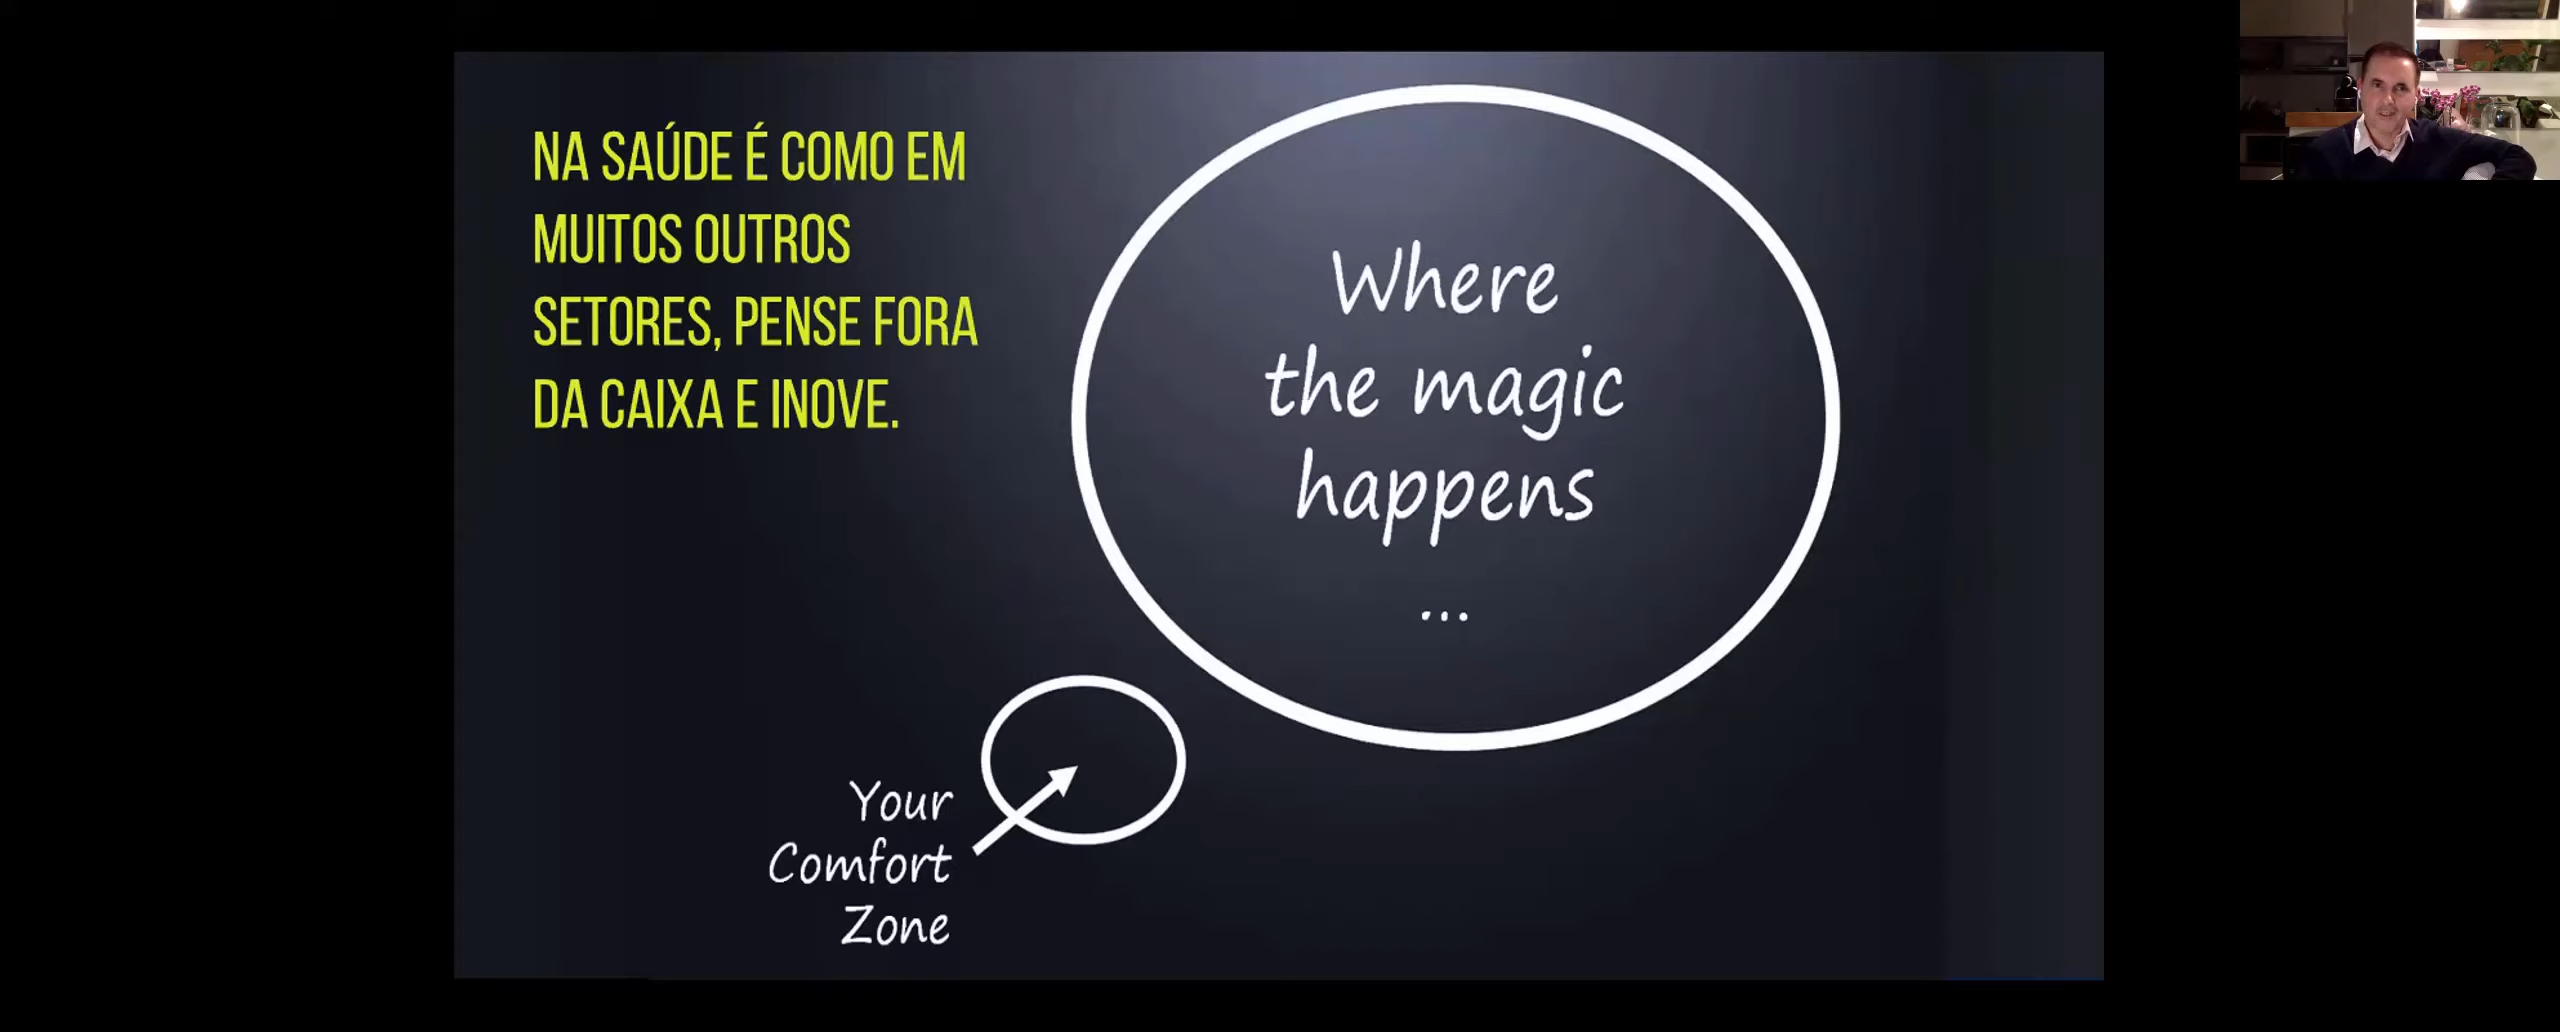 NA SAÚDE É COMO EM
MUITOS OUTROS
SETORES, PENSE FORA
DA CAIXA E INOVE.
Where
the magic
happens
...
Your
Comfort
Zone